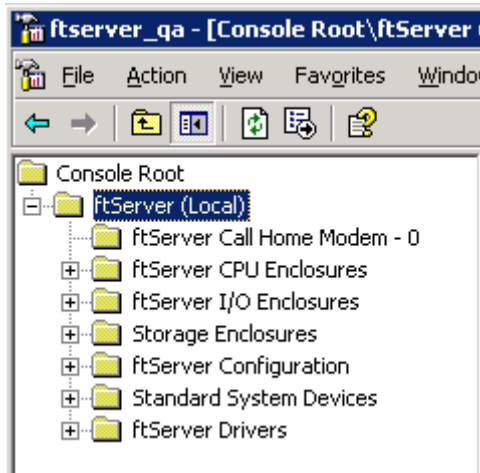 ftserver_qa - [Console Root\ftServer
File Action View Favorites Windo
Console Root
ftServer (Local)
ftServer Call Home Modem - 0
ftServer CPU Enclosures
ftServer I/O Enclosures
Storage Enclosures
ftServer Configuration
Standard System Devices
ftServer Drivers